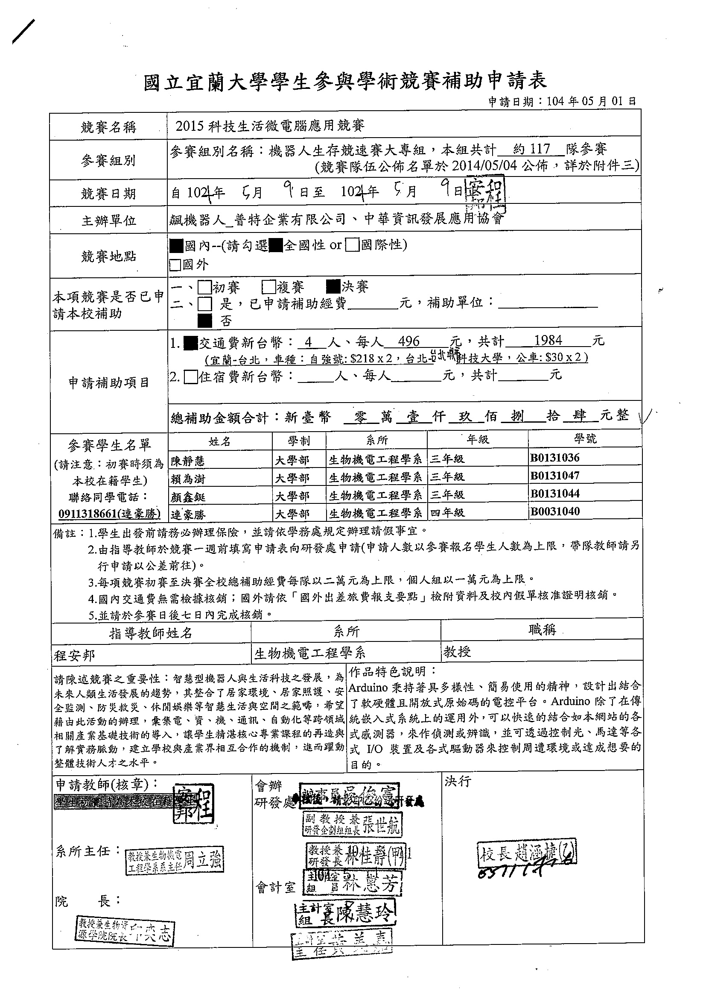 國立宜蘭大學學生參與學術競賽補助申請表
申請日期：104 年 05 月 01 日
競賽名稱
2015 科技生活微電腦應用競賽
參賽組別
參賽組別名稱：機器人生存競速賽大專組，本組共計 約 117 隊參賽
(競賽隊伍公佈名單於 2014/05/04 公佈，詳於附件三)
競賽日期
自 104年 5月 9日至 104年 5月 9日
程安邦
主辦單位
飆機器人_普特企業有限公司、中華資訊發展應用協會
競賽地點
■國內--(請勾選■全國性 or□國際性)
□國外
本項競賽是否已申
請本校補助
一、□初賽 □複賽 ■決賽
二、□ 是，已申請補助經費______元，補助單位：____________
■ 否
申請補助項目
1. ■交通費新台幣： 4 人、每人 496 元，共計 1984 元
(宜蘭-台北，車種：自強號: $218 x 2，台北-台北城市科技大學，公車: $30 x 2 )
2. □住宿費新台幣：____人、每人______元，共計______元
總補助金額合計：新臺幣 零 萬 壹 仟 玖 佰 捌 拾 肆 元整
參賽學生名單
(請注意：初賽時須為
本校在籍學生)
聯絡同學電話：
0911318661(連豪勝)
姓名 學制 系所 年級 學號
陳靜慧 大學部 生物機電工程學系 三年級 B0131036
賴為澍 大學部 生物機電工程學系 三年級 B0131047
顏鑫鋌 大學部 生物機電工程學系 三年級 B0131044
連豪勝 大學部 生物機電工程學系 四年級 B0031040
備註：1.學生出發前請務必辦理保險，並請依學務處規定辦理請假事宜。
2.由指導教師於競賽一週前填寫申請表向研發處申請(申請人數以參賽報名學生人數為上限，帶隊教師請另
行申請以公差前往)。
3.每項競賽初賽至決賽全校總補助經費每隊以二萬元為上限，個人組以一萬元為上限。
4.國內交通費無需檢據核銷；國外請依「國外出差旅費報支要點」檢附資料及校內假單核准證明核銷。
5.並請於參賽日後七日內完成核銷。
指導教師姓名 系所 職稱
程安邦 生物機電工程學系 教授
請陳述競賽之重要性：智慧型機器人與生活科技之發展，為
未來人類生活發展的趨勢，其整合了居家環境、居家照護、安
全監測、防災救災、休閒娛樂等智慧生活與空間之範疇，希望
藉由此活動的辦理，彙集電、資、機、通訊、自動化等跨領域
相關產業基礎技術的導入，讓學生精湛核心專業課程的再造與
了解實務脈動，建立學校與產業界相互合作的機制，進而躍動
整體技術人才之水平。
作品特色說明：
Arduino 秉持著具多樣性、簡易使用的精神，設計出結合
了軟硬體且開放式原始碼的電控平台。Arduino 除了在傳
統嵌入式系統上的運用外，可以快速的結合如本網站的各
式感測器，來作偵測或辨識，並可透過控制光、馬達等各
式 I/O 裝置及各式驅動器來控制周遭環境或達成想要的
目的。
申請教師(核章)：
學生初賽時為本校在籍
程安邦
系所主任：
教授兼生物機電
工程學系系主任 周立強
院 長：
教授兼生物資
源學院院長
會辦
研發處
副教授兼
研發企劃組組長 張世航
教授兼
研發長 林佳靜(甲)
會計室
組員 林惠芳
主計室
組長 陳慧玲
決行
校長 趙涵捷(乙)